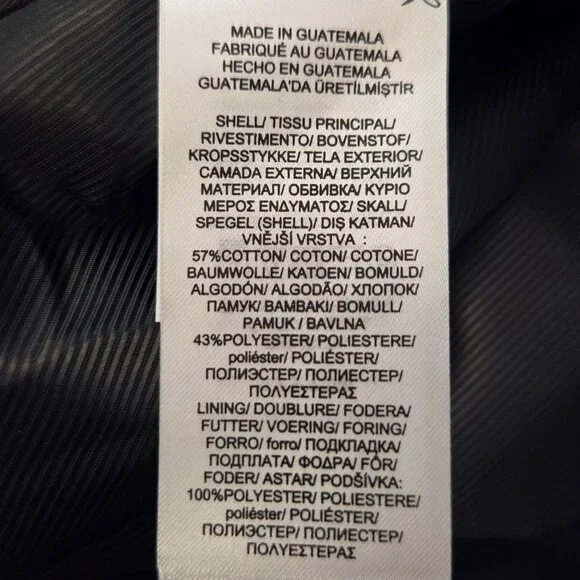 MADE IN GUATEMALA
FABRIQUÉ AU GUATEMALA
HECHO EN GUATEMALA
GUATEMALA'DA ÜRETİLMİŞTİR
SHELL/ TISSU PRINCIPAL/
RIVESTIMENTO/ BOVENSTOF/
KROPSSTYKKE/ TELA EXTERIOR/
CAMADA EXTERNA/ ВЕРХНИЙ
МАТЕРИАЛ/ ОБВИВКА/ ΚΥΡΙΟ
ΜΕΡΟΣ ΕΝΔΥΜΑΤΟΣ/ SKALL/
SPEGEL (SHELL)/ DIŞ KATMAN/
VNĚJŠÍ VRSTVA :
57%COTTON/ COTON/ COTONE/
BAUMWOLLE/ KATOEN/ BOMULD/
ALGODÓN/ ALGODÃO/ ХЛОПОК/
ПАМУК/ BAMBAKI/ BOMULL/
PAMUK / BAVLNA
43%POLYESTER/ POLIESTERE/
poliéster/ POLIÉSTER/
ПОЛИЭСТЕР/ ПОЛИЕСТЕР/
ΠΟΛΥΕΣΤΕΡΑΣ
LINING/ DOUBLURE/ FODERA/
FUTTER/ VOERING/ FORING/
FORRO/ forro/ ПОДКЛАДКА/
ПОДПЛАТА/ ΦΟΔΡΑ/ FÔR/
FODER/ ASTAR/ PODŠÍVKA:
100%POLYESTER/ POLIESTERE/
poliéster/ POLIÉSTER/
ПОЛИЭСТЕР/ ПОЛИЕСТЕР/
ΠΟΛΥΕΣΤΕΡΑΣ